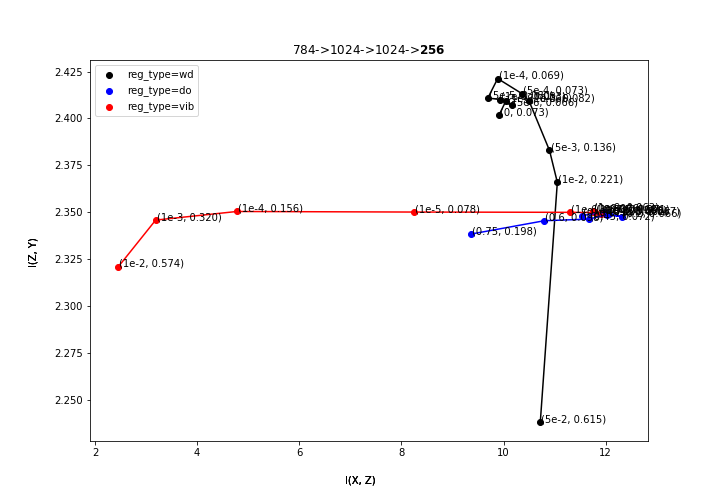 784->1024->1024->256
reg_type=wd
reg_type=do
reg_type=vib
(1e-4, 0.069)
(5e-4, 0.073)
(0, 0.073)
(5e-3, 0.136)
(1e-2, 0.221)
(1e-3, 0.320)
(1e-4, 0.156)
(1e-5, 0.078)
(0.75, 0.198)
(1e-2, 0.574)
(5e-2, 0.615)
2.425
2.400
2.375
2.350
2.325
2.300
2.275
2.250
I(Z, Y)
2
4
6
8
10
12
I(X, Z)